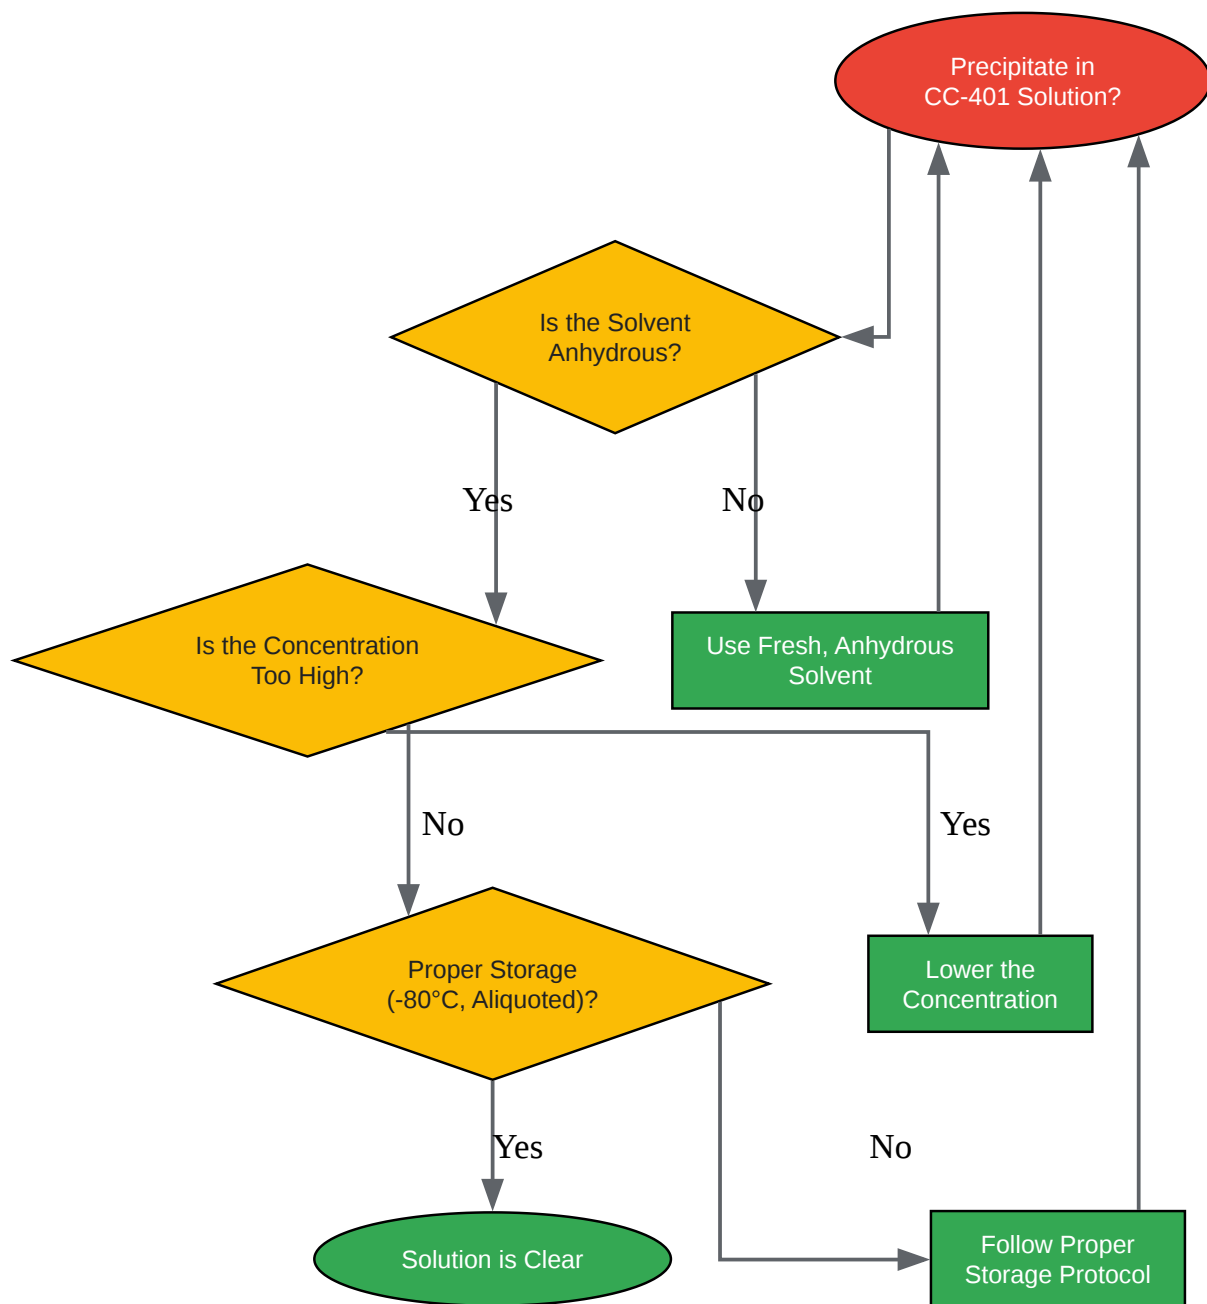 Precipitate in
CC-401 Solution?
Is the Solvent
Anhydrous?
Yes
No
Is the Concentration
Too High?
Use Fresh, Anhydrous
Solvent
No
Yes
Proper Storage
(-80°C, Aliquoted)?
Lower the
Concentration
Yes
No
Solution is Clear
Follow Proper
Storage Protocol